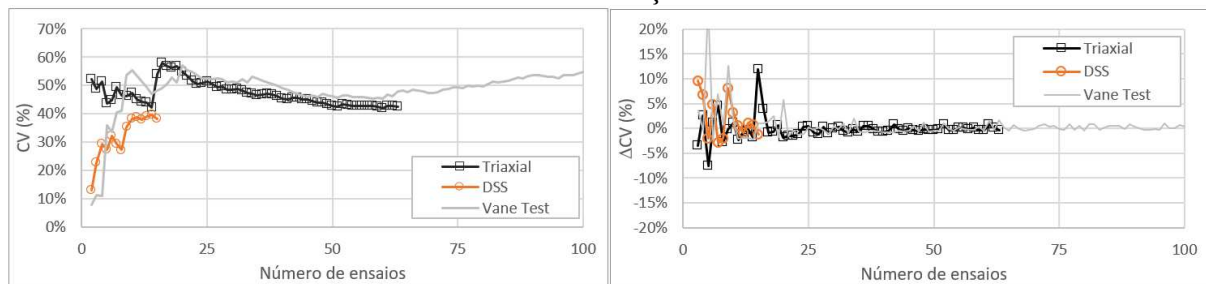 70%
60%
50%
40%
30%
20%
10%
0%
CV (%)
0
25
50
75
100
Número de ensaios
Triaxial
DSS
Vane Test
20%
15%
10%
5%
0%
-5%
-10%
-15%
-20%
ΔCV (%)
0
25
50
75
100
Número de ensaios
Triaxial
DSS
Vane Test